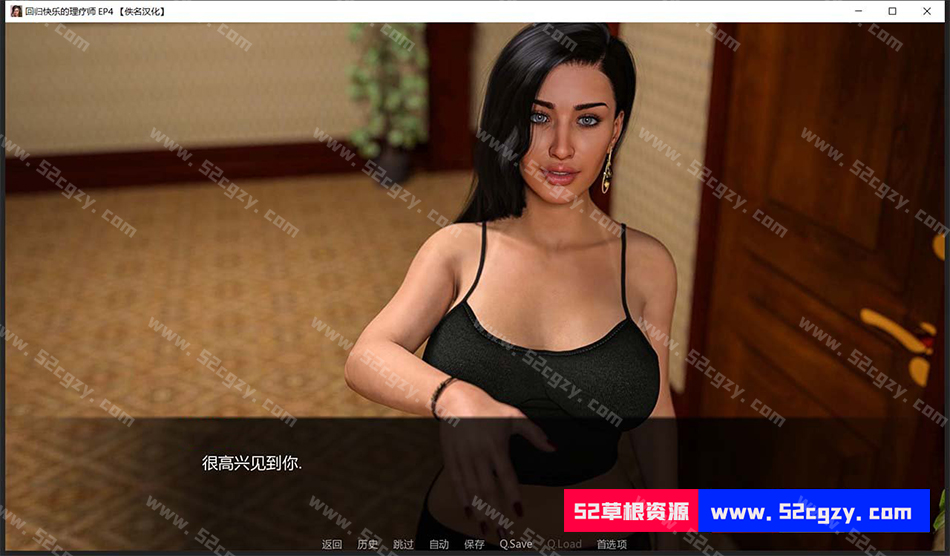 回归快乐的理疗师 EP4 【佚名汉化】
很高兴见到你.
52草根资源 www.52cgzy.com
返回 历史 跳过 自动 保存 Q.Save Q.Load 首选项
www.52cgzy.com